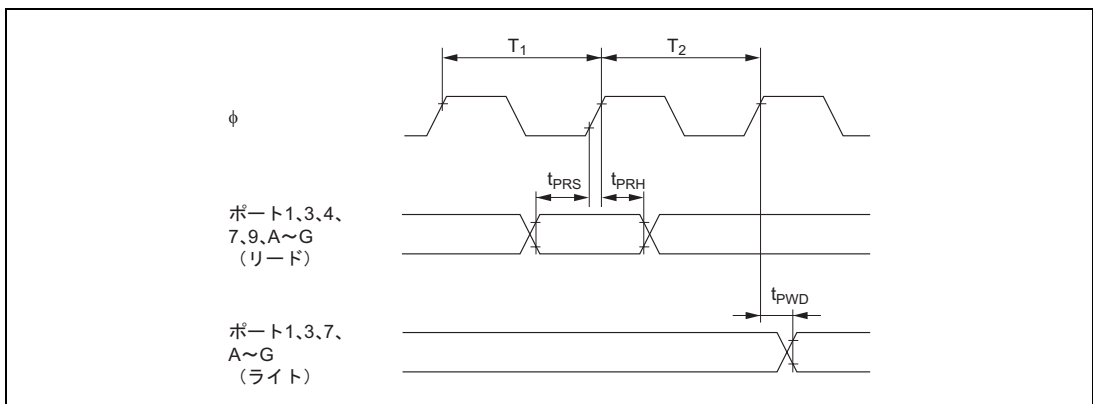 T1
T2
ϕ
tPRS
tPRH
ポート1、3、4、
7、9、A～G
（リード）
tPWD
ポート1、3、7、
A～G
（ライト）